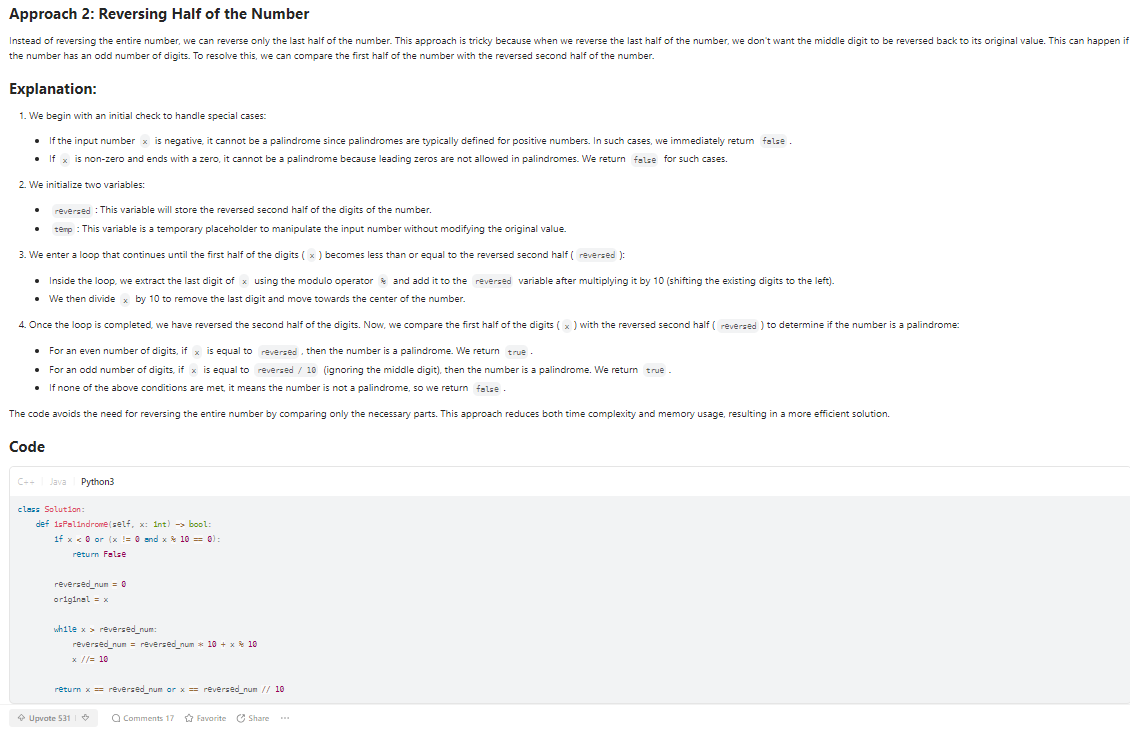 Approach 2: Reversing Half of the Number
Instead of reversing the entire number, we can reverse only the last half of the number. This approach is tricky because when we reverse the last half of the number, we don't want the middle digit to be reversed back to its original value. This can happen if
the number has an odd number of digits. To resolve this, we can compare the first half of the number with the reversed second half of the number.
Explanation:
1. We begin with an initial check to handle special cases:
• If the input number x is negative, it cannot be a palindrome since palindromes are typically defined for positive numbers. In such cases, we immediately return false .
• If x is non-zero and ends with a zero, it cannot be a palindrome because leading zeros are not allowed in palindromes. We return false for such cases.
2. We initialize two variables:
• reversed : This variable will store the reversed second half of the digits of the number.
• temp : This variable is a temporary placeholder to manipulate the input number without modifying the original value.
3. We enter a loop that continues until the first half of the digits ( x ) becomes less than or equal to the reversed second half ( reversed ):
• Inside the loop, we extract the last digit of x using the modulo operator % and add it to the reversed variable after multiplying it by 10 (shifting the existing digits to the left).
• We then divide x by 10 to remove the last digit and move towards the center of the number.
4. Once the loop is completed, we have reversed the second half of the digits. Now, we compare the first half of the digits ( x ) with the reversed second half ( reversed ) to determine if the number is a palindrome:
• For an even number of digits, if x is equal to reversed , then the number is a palindrome. We return true .
• For an odd number of digits, if x is equal to reversed / 10 (ignoring the middle digit), then the number is a palindrome. We return true .
• If none of the above conditions are met, it means the number is not a palindrome, so we return false .
The code avoids the need for reversing the entire number by comparing only the necessary parts. This approach reduces both time complexity and memory usage, resulting in a more efficient solution.
Code
C++ Java Python3
class Solution:
def isPalindrome(self, x: int) -> bool:
if x < 0 or (x != 0 and x % 10 == 0):
return False
reversed_num = 0
original = x
while x > reversed_num:
reversed_num = reversed_num * 10 + x % 10
x //= 10
return x == reversed_num or x == reversed_num // 10
Upvote 531 Comments 17 Favorite Share ...